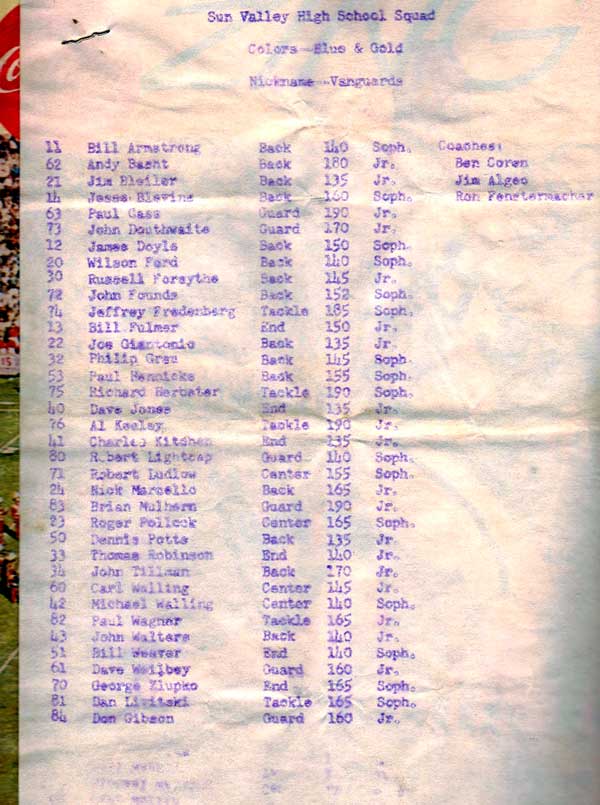 Sun Valley High School Squad
Colors--Blue & Gold
Nickname--Vanguards
11 Bill Armstrong Back 140 Soph. Coaches:
62 Andy Basht Back 180 Jr. Ben Coren
21 Jim Bleiler Back 135 Jr. Jim Algeo
14 Jesse Blevins Back 160 Soph. Ron Fenstermacher
63 Paul Cass Guard 190 Jr.
73 John Douthwaite Guard 170 Jr.
12 James Doyle Back 150 Soph.
20 Wilson Ford Back 140 Soph.
30 Russell Forsythe Back 145 Jr.
72 John Founds Back 152 Soph.
74 Jeffrey Fredenberg Tackle 185 Soph.
13 Bill Fulmer End 150 Jr.
22 Joe Giantonio Back 135 Jr.
32 Philip Grau Back 145 Soph.
53 Paul Hennicke Back 155 Soph.
75 Richard Herbster Tackle 190 Soph.
40 Dave Jones End 135 Jr.
76 Al Keeley Tackle 190 Jr.
41 Charles Kitchen End 135 Jr.
80 Robert Lightcap Guard 140 Soph.
71 Robert Ludlow Center 155 Soph.
24 Nick Marcello Back 165 Jr.
83 Brian Mulhern Guard 190 Jr.
23 Roger Pollock Center 165 Soph.
50 Dennis Potts Back 135 Jr.
33 Thomas Robinson End 140 Jr.
34 John Tillman Back 170 Jr.
60 Carl Walling Center 145 Jr.
42 Michael Walling Center 140 Soph.
82 Paul Wagner Tackle 165 Jr.
43 John Walters Back 140 Jr.
51 Bill Weaver End 140 Soph.
61 Dave Weilbey Guard 160 Jr.
70 George Zlupko End 165 Soph.
81 Dan Livitski Tackle 165 Soph.
84 Don Gibson Guard 160 Jr.